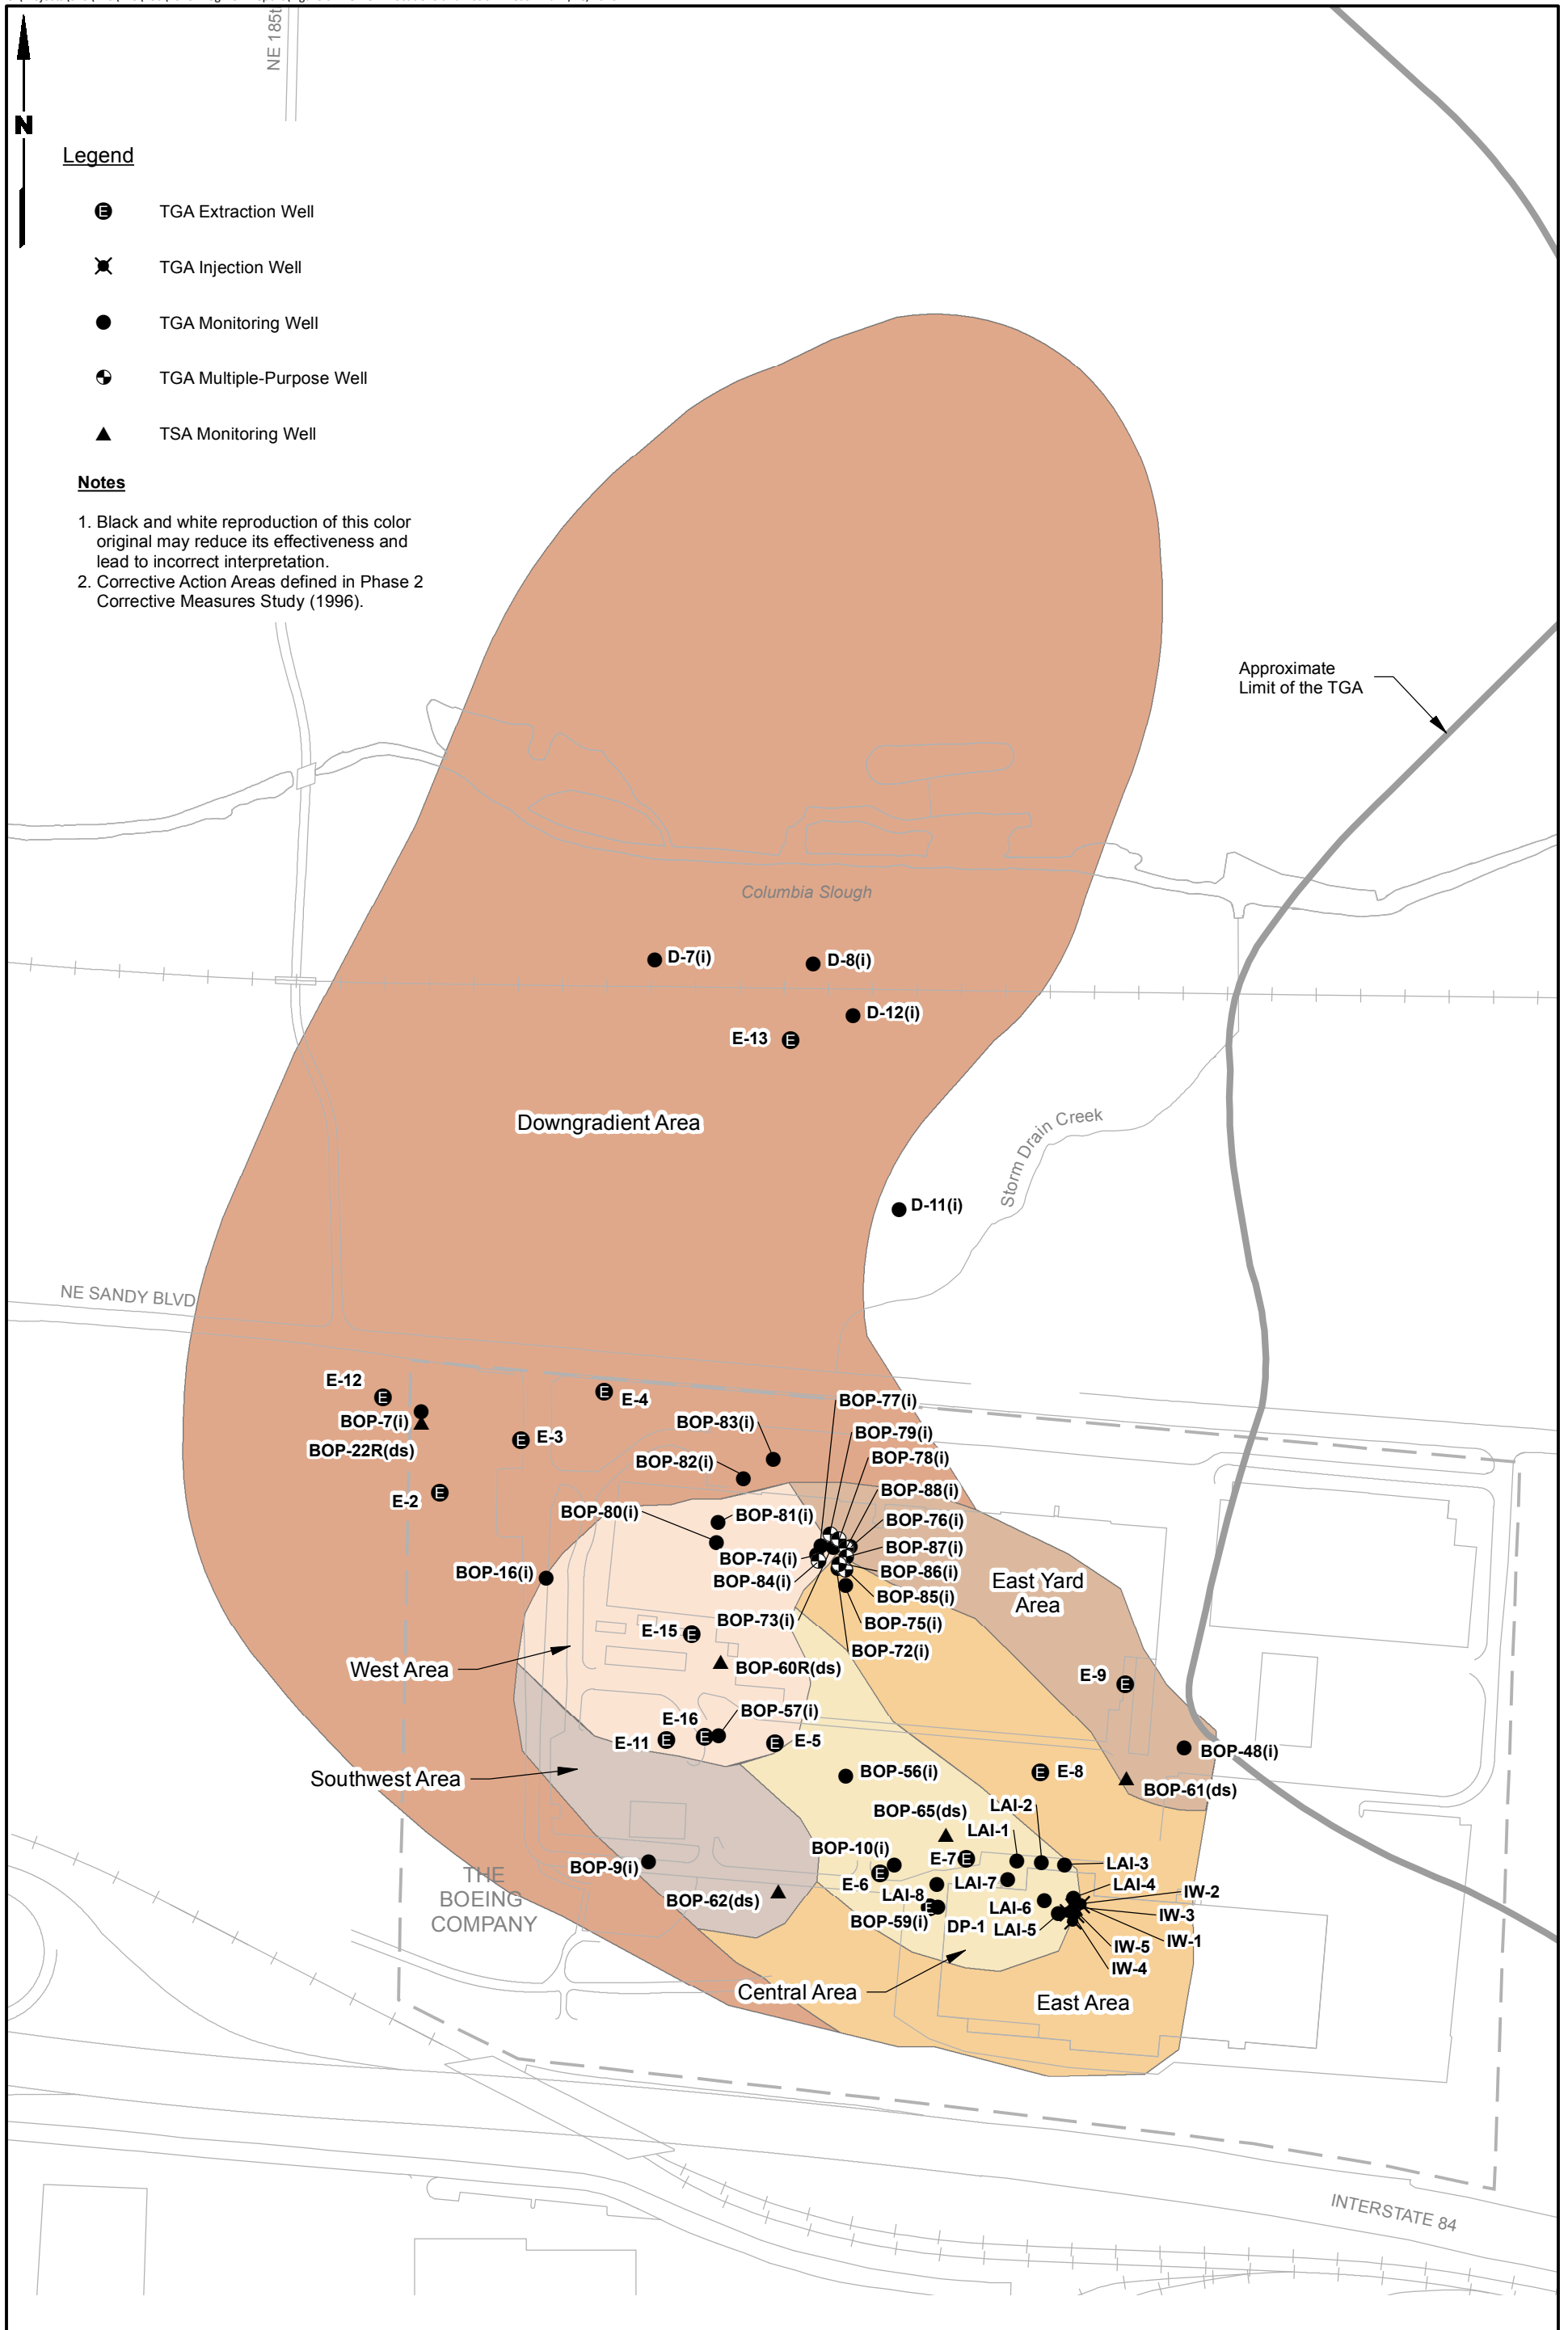 NE 185t
N
Legend
E
TGA Extraction Well
TGA Injection Well
TGA Monitoring Well
TGA Multiple-Purpose Well
TSA Monitoring Well
Notes
1. Black and white reproduction of this color
original may reduce its effectiveness and
lead to incorrect interpretation.
2. Corrective Action Areas defined in Phase 2
Corrective Measures Study (1996).
Approximate
Limit of the TGA
Columbia Slough
D-7(i)
D-8(i)
D-12(i)
E-13
E
Downgradient Area
Storm Drain Creek
D-11(i)
NE SANDY BLVD
E-12
E
E
E-4
BOP-77(i)
BOP-7(i)
BOP-83(i)
BOP-79(i)
BOP-22R(ds)
E
E-3
BOP-82(i)
BOP-78(i)
E-2
E
BOP-88(i)
BOP-80(i)
BOP-81(i)
BOP-76(i)
BOP-74(i)
BOP-87(i)
BOP-16(i)
BOP-84(i)
BOP-86(i)
East Yard
Area
BOP-85(i)
BOP-73(i)
BOP-75(i)
E-15
E
BOP-72(i)
West Area
BOP-60R(ds)
E-9
E
BOP-57(i)
E-16
E
E-11
E
E
E-5
BOP-48(i)
Southwest Area
BOP-56(i)
E
E-8
BOP-61(ds)
LAI-2
BOP-65(ds)
LAI-1
BOP-10(i)
E-7
E
LAI-3
BOP-9(i)
E-6
E
LAI-7
LAI-4
THE
BOEING
COMPANY
BOP-62(ds)
LAI-8
IW-2
LAI-6
IW-3
BOP-59(i)
E
DP-1
LAI-5
IW-1
IW-5
IW-4
Central Area
East Area
INTERSTATE 84